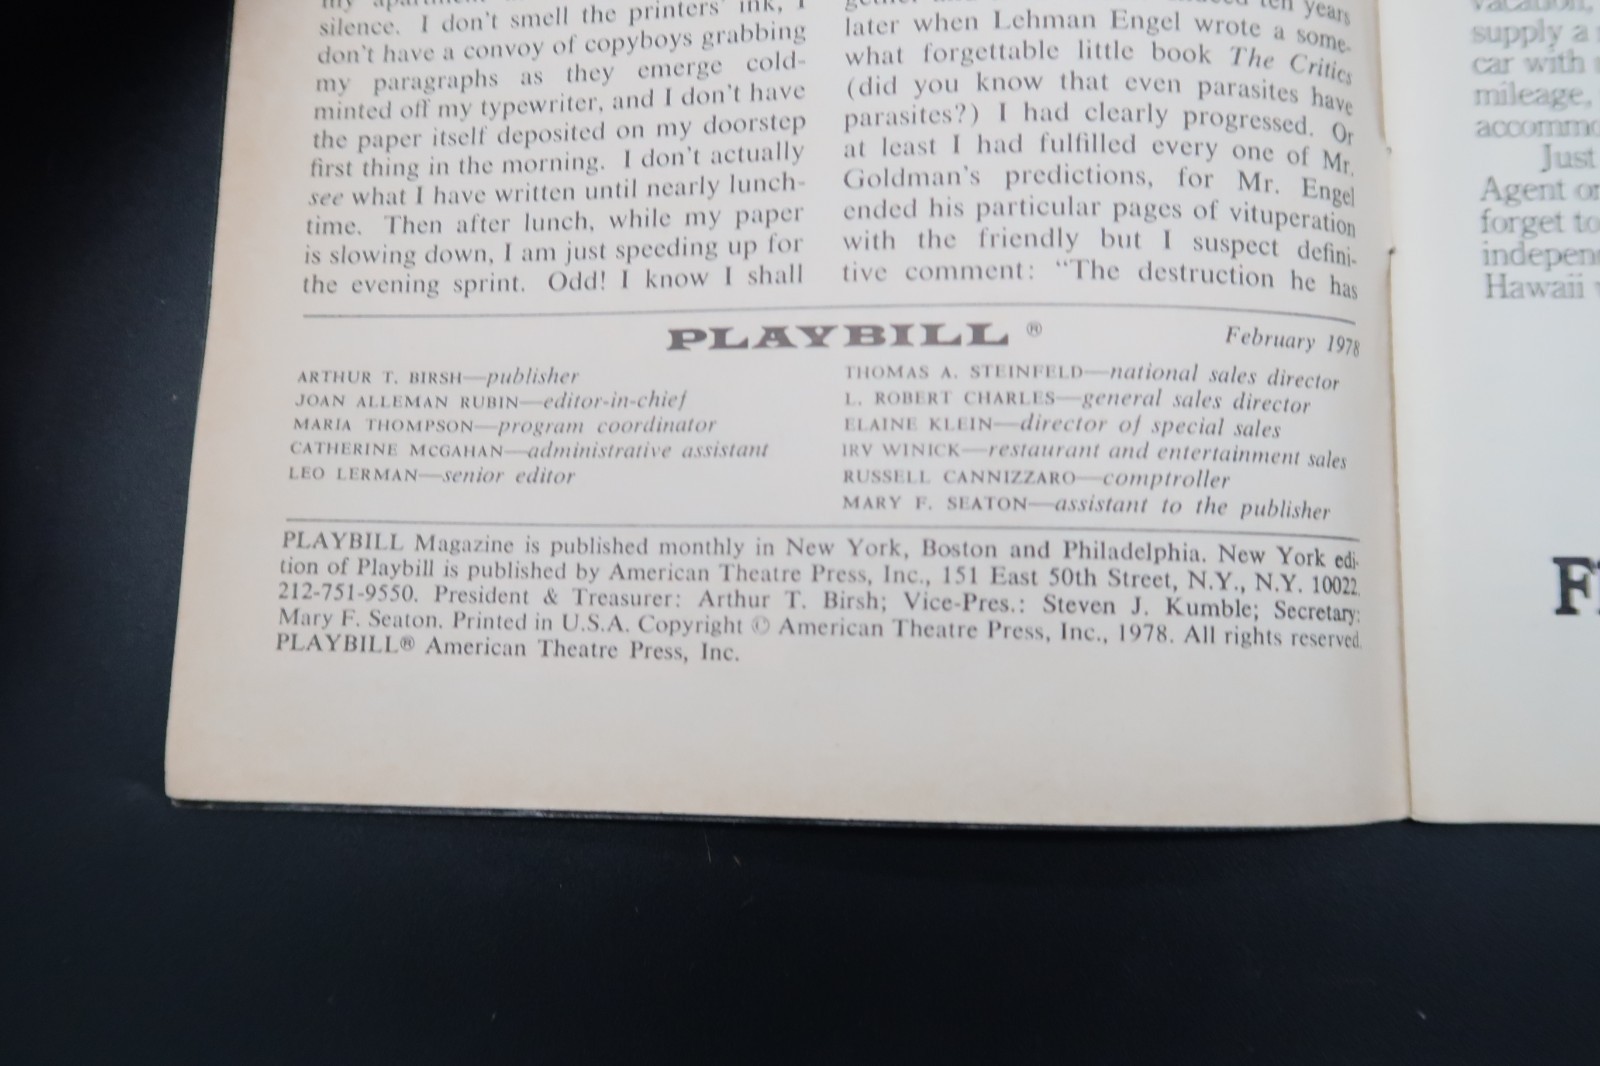 silence. I don't smell the printers' ink, I
don't have a convoy of copyboys grabbing
my paragraphs as they emerge cold-
minted off my typewriter, and I don't have
the paper itself deposited on my doorstep
first thing in the morning. I don't actually
see what I have written until nearly lunch-
time. Then after lunch, while my paper
is slowing down, I am just speeding up for
the evening sprint. Odd! I know I shall
ten years
later when Lehman Engel wrote a some-
what forgettable little book The Critics
(did you know that even parasites have
parasites?) I had clearly progressed. Or
at least I had fulfilled every one of Mr.
Goldman's predictions, for Mr. Engel
ended his particular pages of vituperation
with the friendly but I suspect defini-
tive comment: "The destruction he has
PLAYBILL ® February 1978
ARTHUR T. BIRSH—publisher
JOAN ALLEMAN RUBIN—editor-in-chief
MARIA THOMPSON—program coordinator
CATHERINE MCGAHAN—administrative assistant
LEO LERMAN—senior editor
THOMAS A. STEINFELD—national sales director
L. ROBERT CHARLES—general sales director
ELAINE KLEIN—director of special sales
IRV WINICK—restaurant and entertainment sales
RUSSELL CANNIZZARO—comptroller
MARY F. SEATON—assistant to the publisher
PLAYBILL Magazine is published monthly in New York, Boston and Philadelphia. New York edi-
tion of Playbill is published by American Theatre Press, Inc., 151 East 50th Street, N.Y., N.Y. 10022.
212-751-9550. President & Treasurer: Arthur T. Birsh; Vice-Pres.: Steven J. Kumble; Secretary:
Mary F. Seaton. Printed in U.S.A. Copyright © American Theatre Press, Inc., 1978. All rights reserved.
PLAYBILL® American Theatre Press, Inc.
supply a
car with
mileage,
accommo
Just
Agent or
forget to
indepen
Hawaii